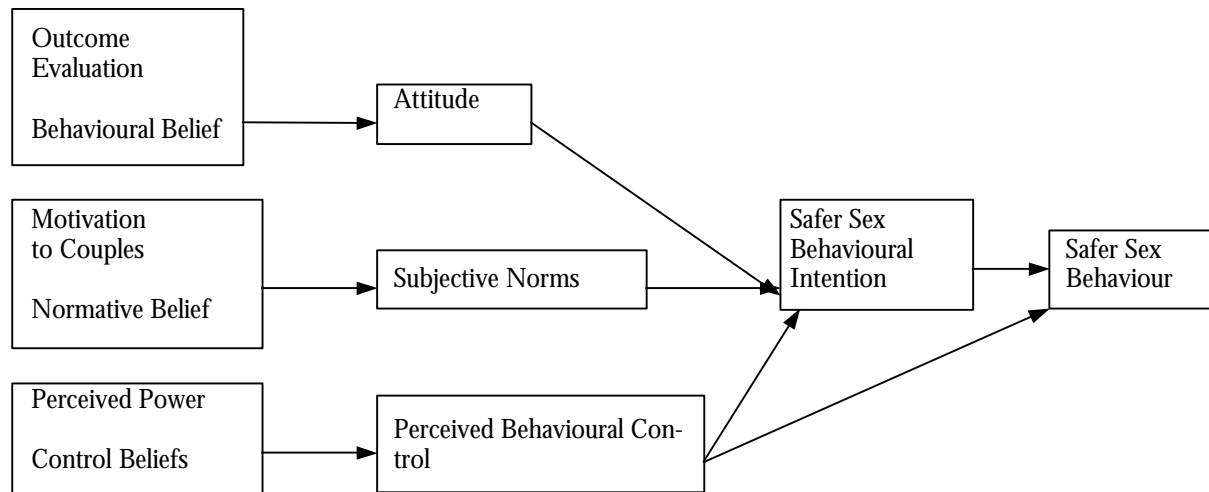 Outcome
Evaluation
Behavioural Belief
Attitude
Motivation
to Couples
Normative Belief
Subjective Norms
Perceived Power
Control Beliefs
Perceived Behavioural Con-
trol
Safer Sex
Behavioural
Intention
Safer Sex
Behaviour